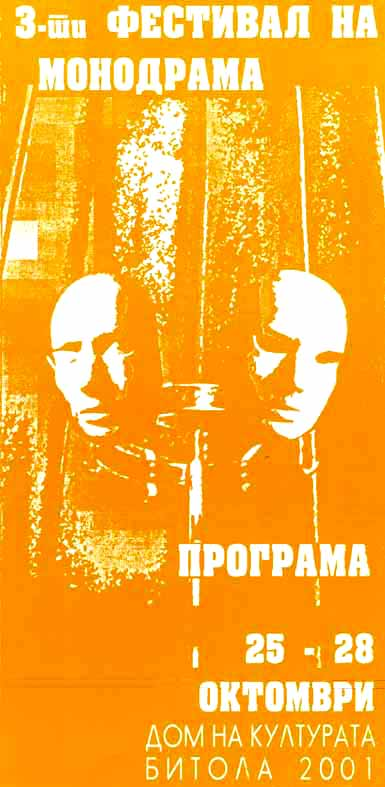 3-ти ФЕСТИВАЛ НА
МОНОДРАМА
ПРОГРАМА
25 - 28
ОКТОМВРИ
ДОМ НА КУЛТУРАТА
БИТОЛА 2001